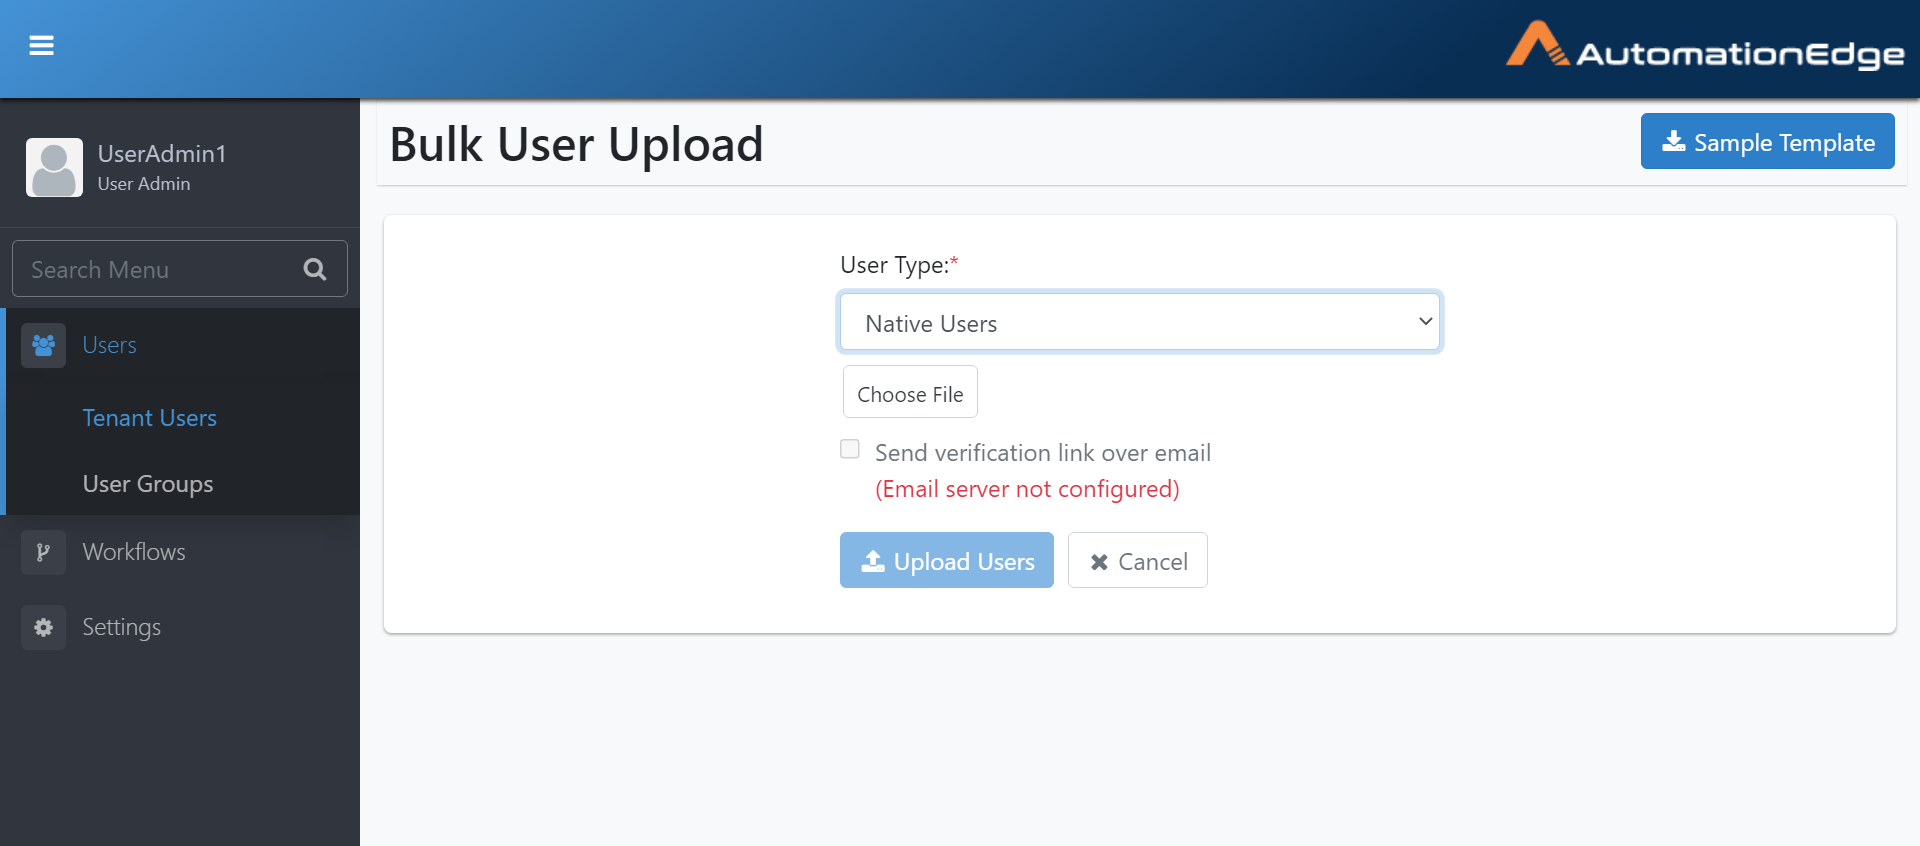 AutomationEdge
UserAdmin1
User Admin
Search Menu
Users
Tenant Users
User Groups
Workflows
Settings
Bulk User Upload
Sample Template
User Type:*
Native Users
Choose File
Send verification link over email
(Email server not configured)
Upload Users
Cancel